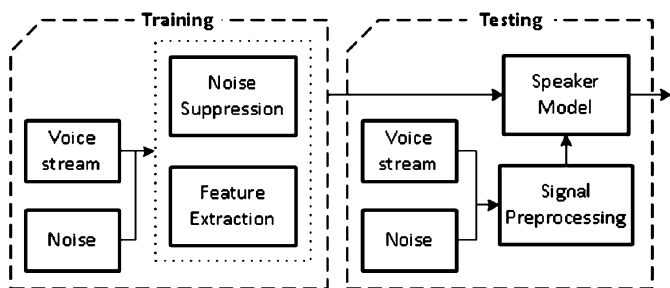 Training
Noise
Suppression
Voice
stream
Feature
Extraction
Noise
Testing
Speaker
Model
Voice
stream
Signal
Preprocessing
Noise